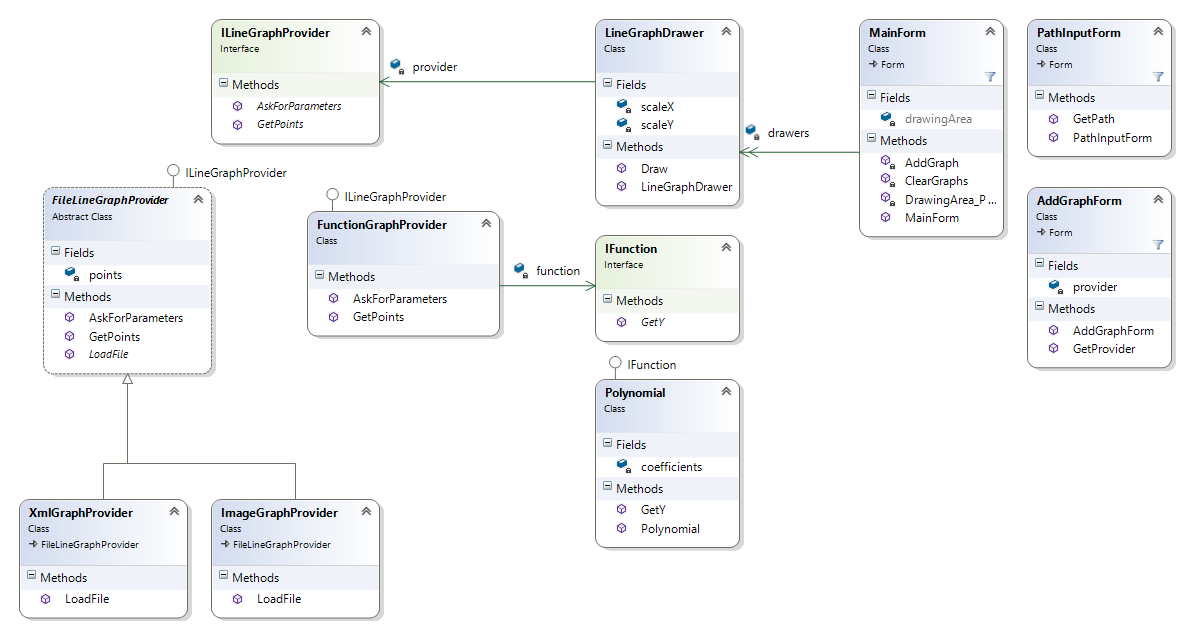 ILineGraphProvider
Interface
Methods
AskForParameters
GetPoints
provider
LineGraphDrawer
Class
Fields
scaleX
scaleY
Methods
Draw
LineGraphDrawer
drawers
MainForm
Class
Form
Fields
drawingArea
Methods
AddGraph
ClearGraphs
DrawingArea_P ...
MainForm
PathInputForm
Class
Form
Methods
GetPath
PathInputForm
ILineGraphProvider
FileLineGraphProvider
Abstract Class
Fields
points
Methods
AskForParameters
GetPoints
LoadFile
ILineGraphProvider
FunctionGraphProvider
Class
Methods
AskForParameters
GetPoints
function
IFunction
Interface
Methods
GetY
AddGraphForm
Class
Form
Fields
provider
Methods
AddGraphForm
GetProvider
IFunction
Polynomial
Class
Fields
coefficients
Methods
GetY
Polynomial
XmlGraphProvider
Class
FileLineGraphProvider
Methods
LoadFile
ImageGraphProvider
Class
FileLineGraphProvider
Methods
LoadFile